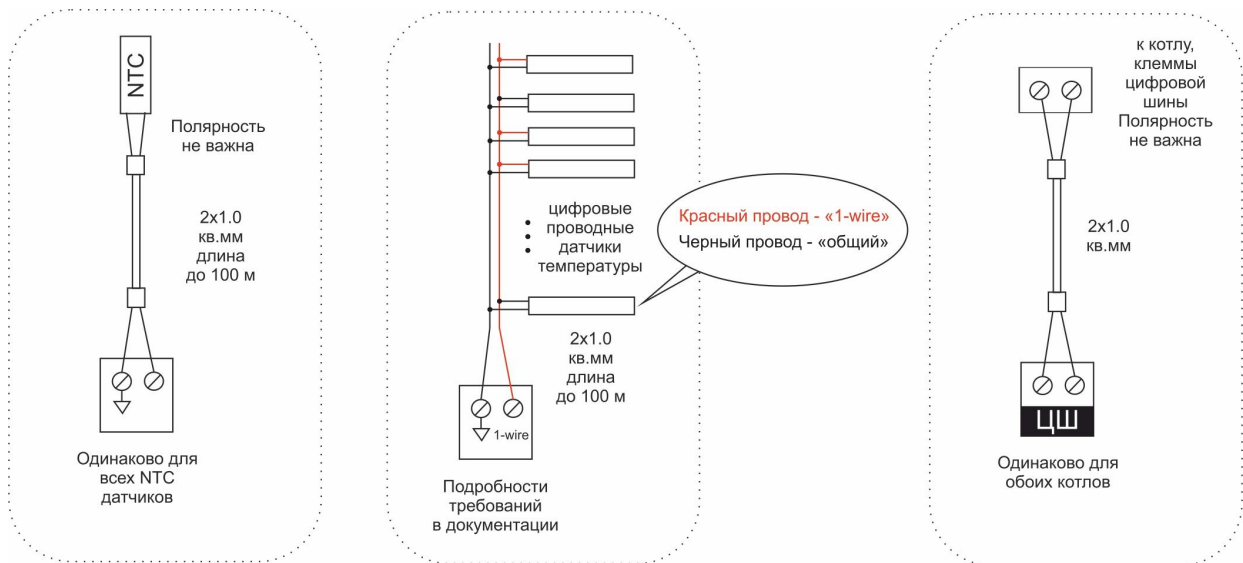 NTC
Полярность
не важна
2x1.0
кв.мм
длина
до 100 м
Одинаково для
всех NTC
датчиков
цифровые
проводные
датчики
температуры
Красный провод - «1-wire»
Черный провод - «общий»
2x1.0
кв.мм
длина
до 100 м
1-wire
Подробности
требований
в документации
к котлу,
клеммы
цифровой
шины
Полярность
не важна
2x1.0
кв.мм
ЦШ
Одинаково для
обоих котлов